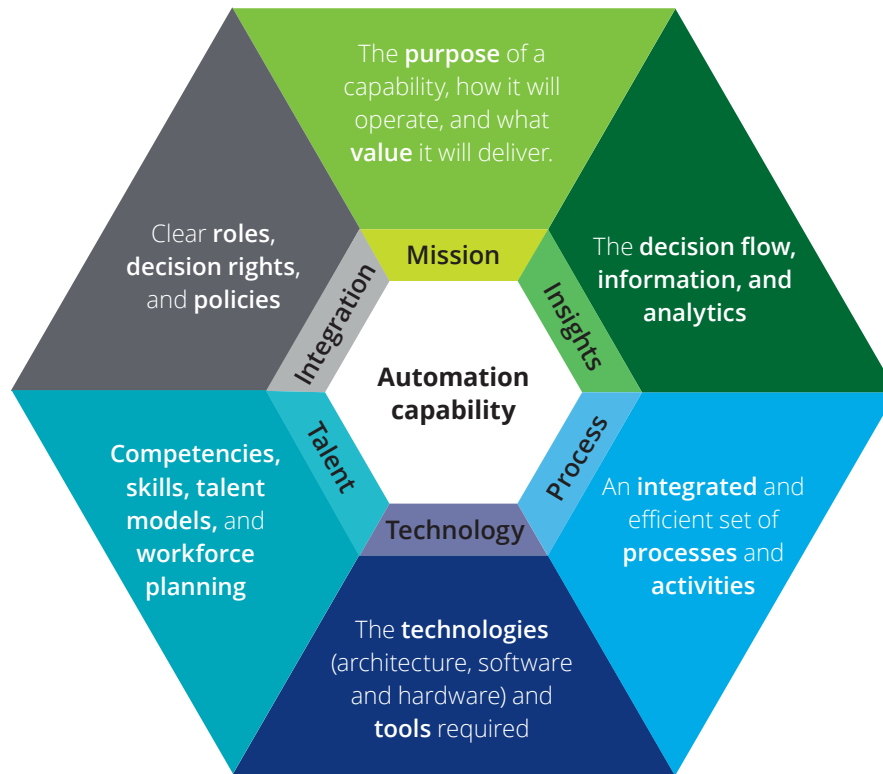 The purpose of a
capability, how it will
operate, and what
value it will deliver.
Mission
Clear roles,
decision rights,
and policies
Integration
The decision flow,
information, and
analytics
Insights
Automation
capability
Competencies,
skills, talent
models, and
workforce
planning
Talent
An integrated and
efficient set of
processes and
activities
Process
Technology
The technologies
(architecture, software
and hardware) and
tools required